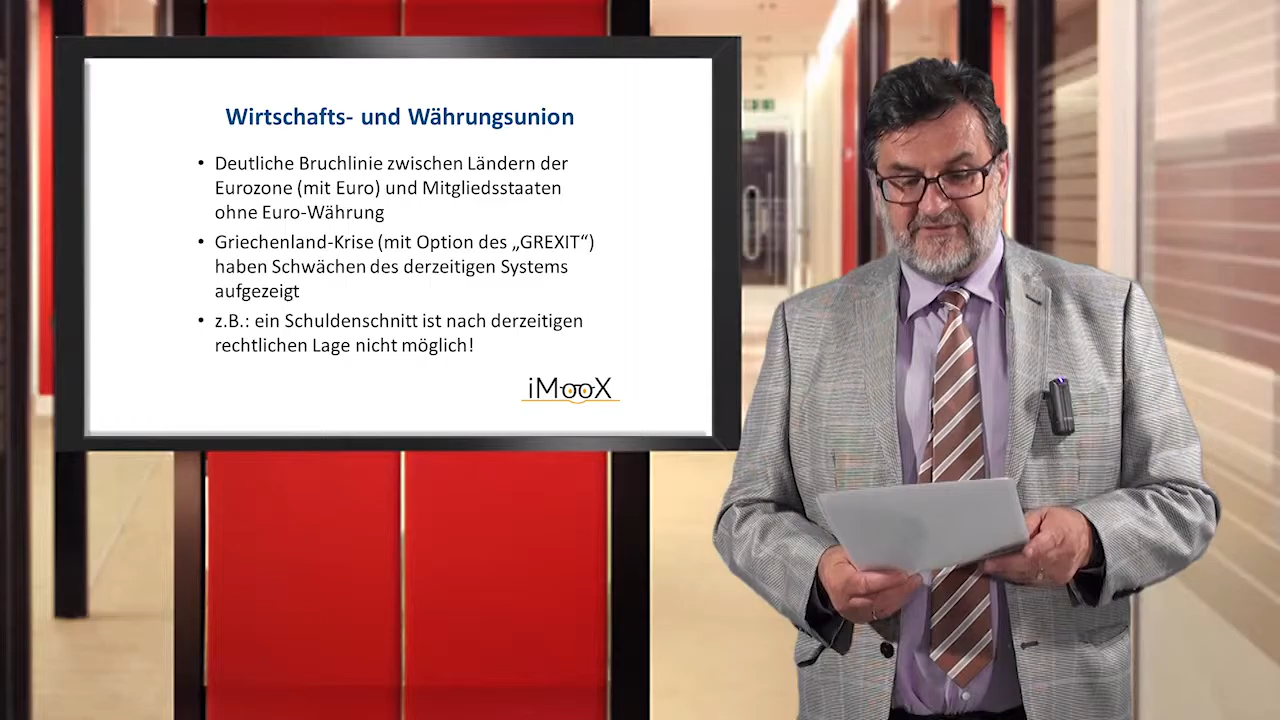 Wirtschafts- und Währungsunion
• Deutliche Bruchlinie zwischen Ländern der
Eurozone (mit Euro) und Mitgliedsstaaten
ohne Euro-Währung
• Griechenland-Krise (mit Option des „GREXIT“)
haben Schwächen des derzeitigen Systems
aufgezeigt
• z.B.: ein Schuldenschnitt ist nach derzeitigen
rechtlichen Lage nicht möglich!
iMooX